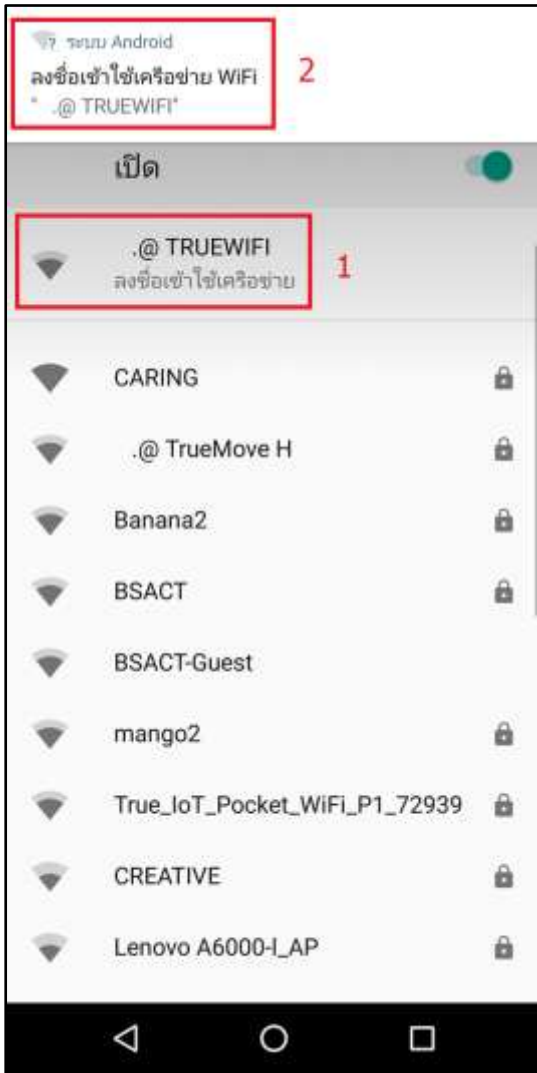 ระบบ Android
ลงชื่อเข้าใช้เครือข่าย WiFi
" .@ TRUEWIFI"
2
เปิด
.@ TRUEWIFI
ลงชื่อเข้าใช้เครือข่าย
1
CARING
.@ TrueMove H
Banana2
BSACT
BSACT-Guest
mango2
True_IoT_Pocket_WiFi_P1_72939
CREATIVE
Lenovo A6000-l_AP